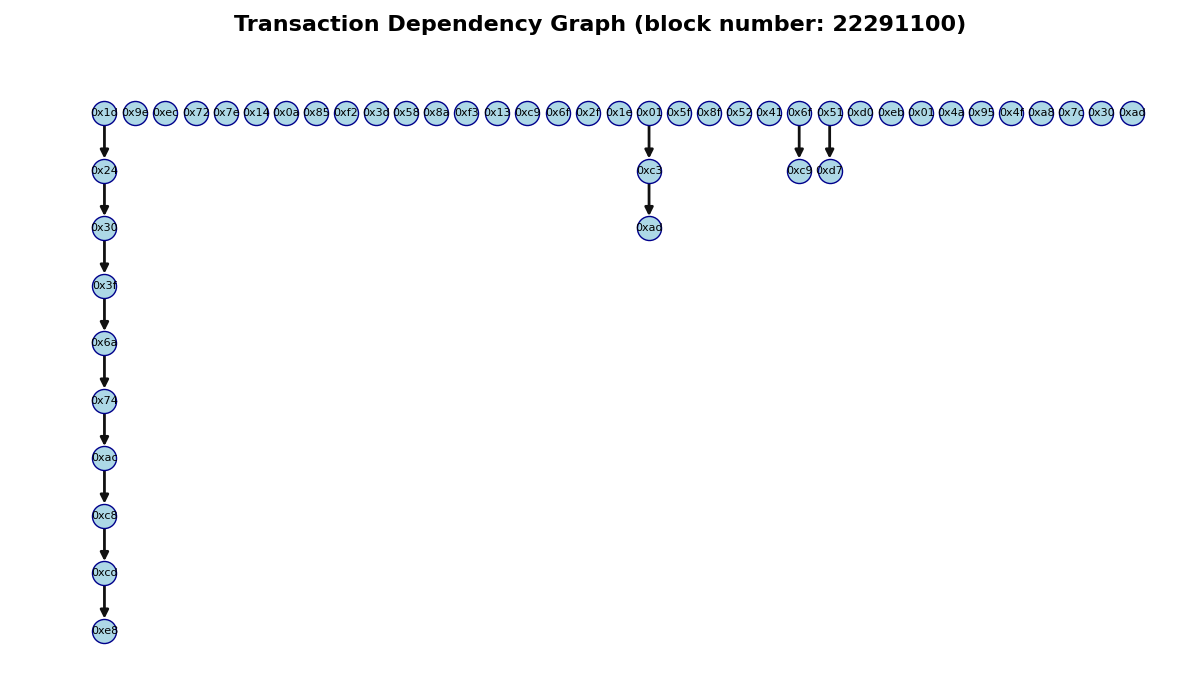 Transaction Dependency Graph (block number: 22291100)
0x1d 0x9e 0xec 0x72 0x7e 0x14 0x0a 0x85 0xf2 0x3d 0x58 0x8a 0xf3 0x13 0xc9 0x6f 0x2f 0x1e 0x01 0x5f 0x8f 0x52 0x41 0x6f 0x51 0xd0 0xeb 0x01 0x4a 0x95 0x4f 0xa8 0x7c 0x30 0xad
0x24 0xc3 0xc9 0xd7
0x30 0xad
0x3f
0x6a
0x74
0xac
0xc8
0xcd
0xe8